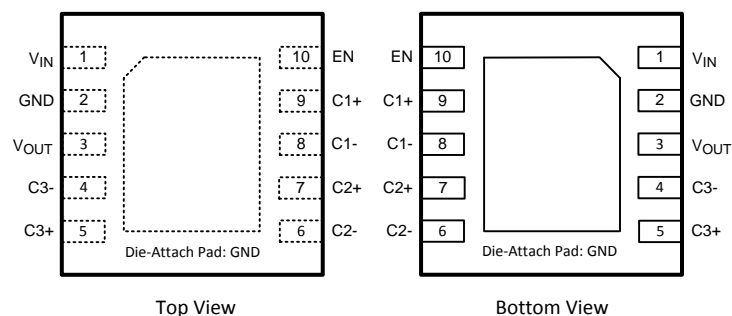 VIN 1 10 EN EN 10 1 VIN
GND 2 9 C1+ C1+ 9 2 GND
VOUT 3 8 C1- C1- 8 3 VOUT
C3- 4 7 C2+ C2+ 7 4 C3-
C3+ 5 6 C2- C2- 6 5 C3+
Die-Attach Pad: GND Die-Attach Pad: GND
Top View Bottom View